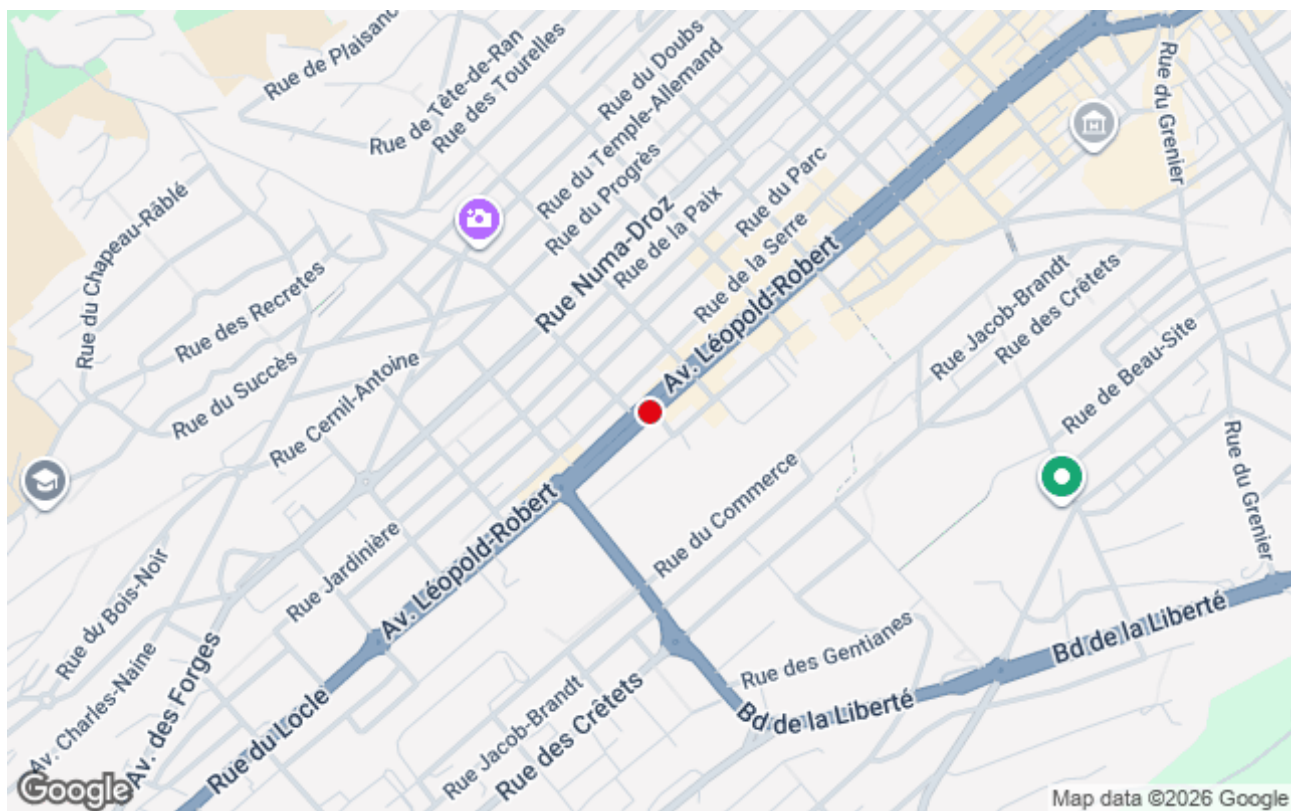 Rue de Plaisanc
Rue de Tête-de-Ran
Rue des Tourelles
Rue du Doubs
Rue du Temple-Allemand
Rue du Progrès
Rue du Grenier
Rue du Parc
Rue de la Paix
Rue de la Serre
Rue Numa-Droz
Rue du Chapeau-Râblé
Rue des Recretes
Av. Léopold-Robert
Rue Jacob-Brandt
Rue des Crêtets
Rue de Beau-Site
Rue du Succès
Rue Cernil-Antoine
Rue du Grenier
Rue du Commerce
Av. Léopold-Robert
Rue Jardinière
Rue du Bois-Noir
Rue des Gentianes
Bd de la Liberté
Av. Charles-Naine
Av. des Forges
Rue du Locle
Rue Jacob-Brandt
Rue des Crêtets
Bd de la Liberté
Google
Map data ©2026 Google